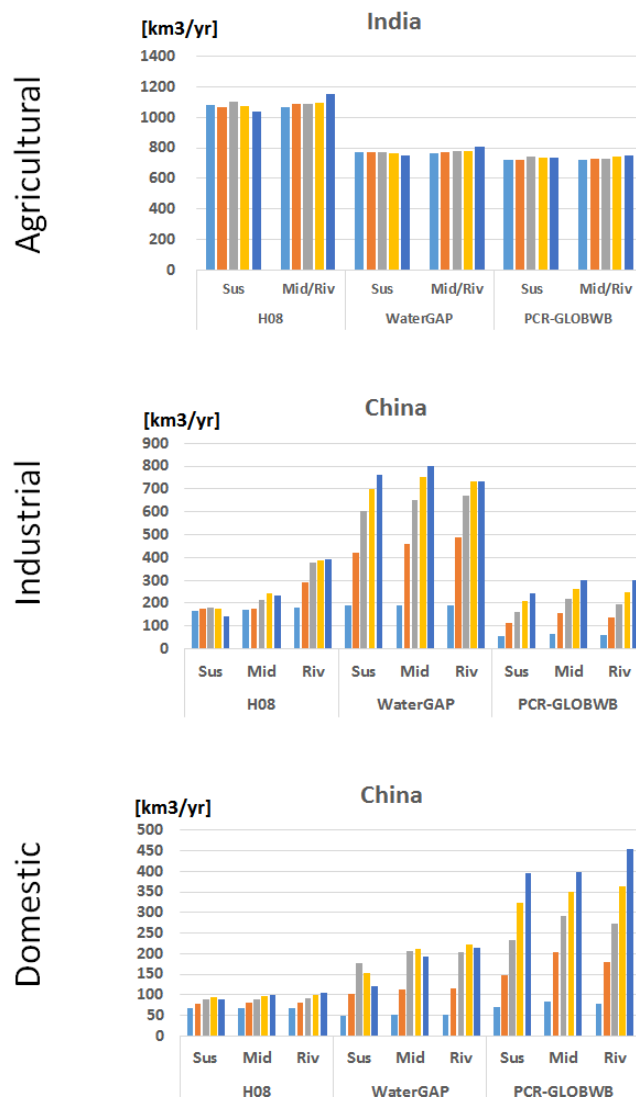 Agricultural
[km3/yr]
India
1400
1200
1000
800
600
400
200
0
Sus Mid/Riv Sus Mid/Riv Sus Mid/Riv
H08 WaterGAP PCR-GLOBWB
Industrial
[km3/yr]
China
900
800
700
600
500
400
300
200
100
0
Sus Mid Riv Sus Mid Riv Sus Mid Riv
H08 WaterGAP PCR-GLOBWB
Domestic
[km3/yr]
China
500
450
400
350
300
250
200
150
100
50
0
Sus Mid Riv Sus Mid Riv Sus Mid Riv
H08 WaterGAP PCR-GLOBWB